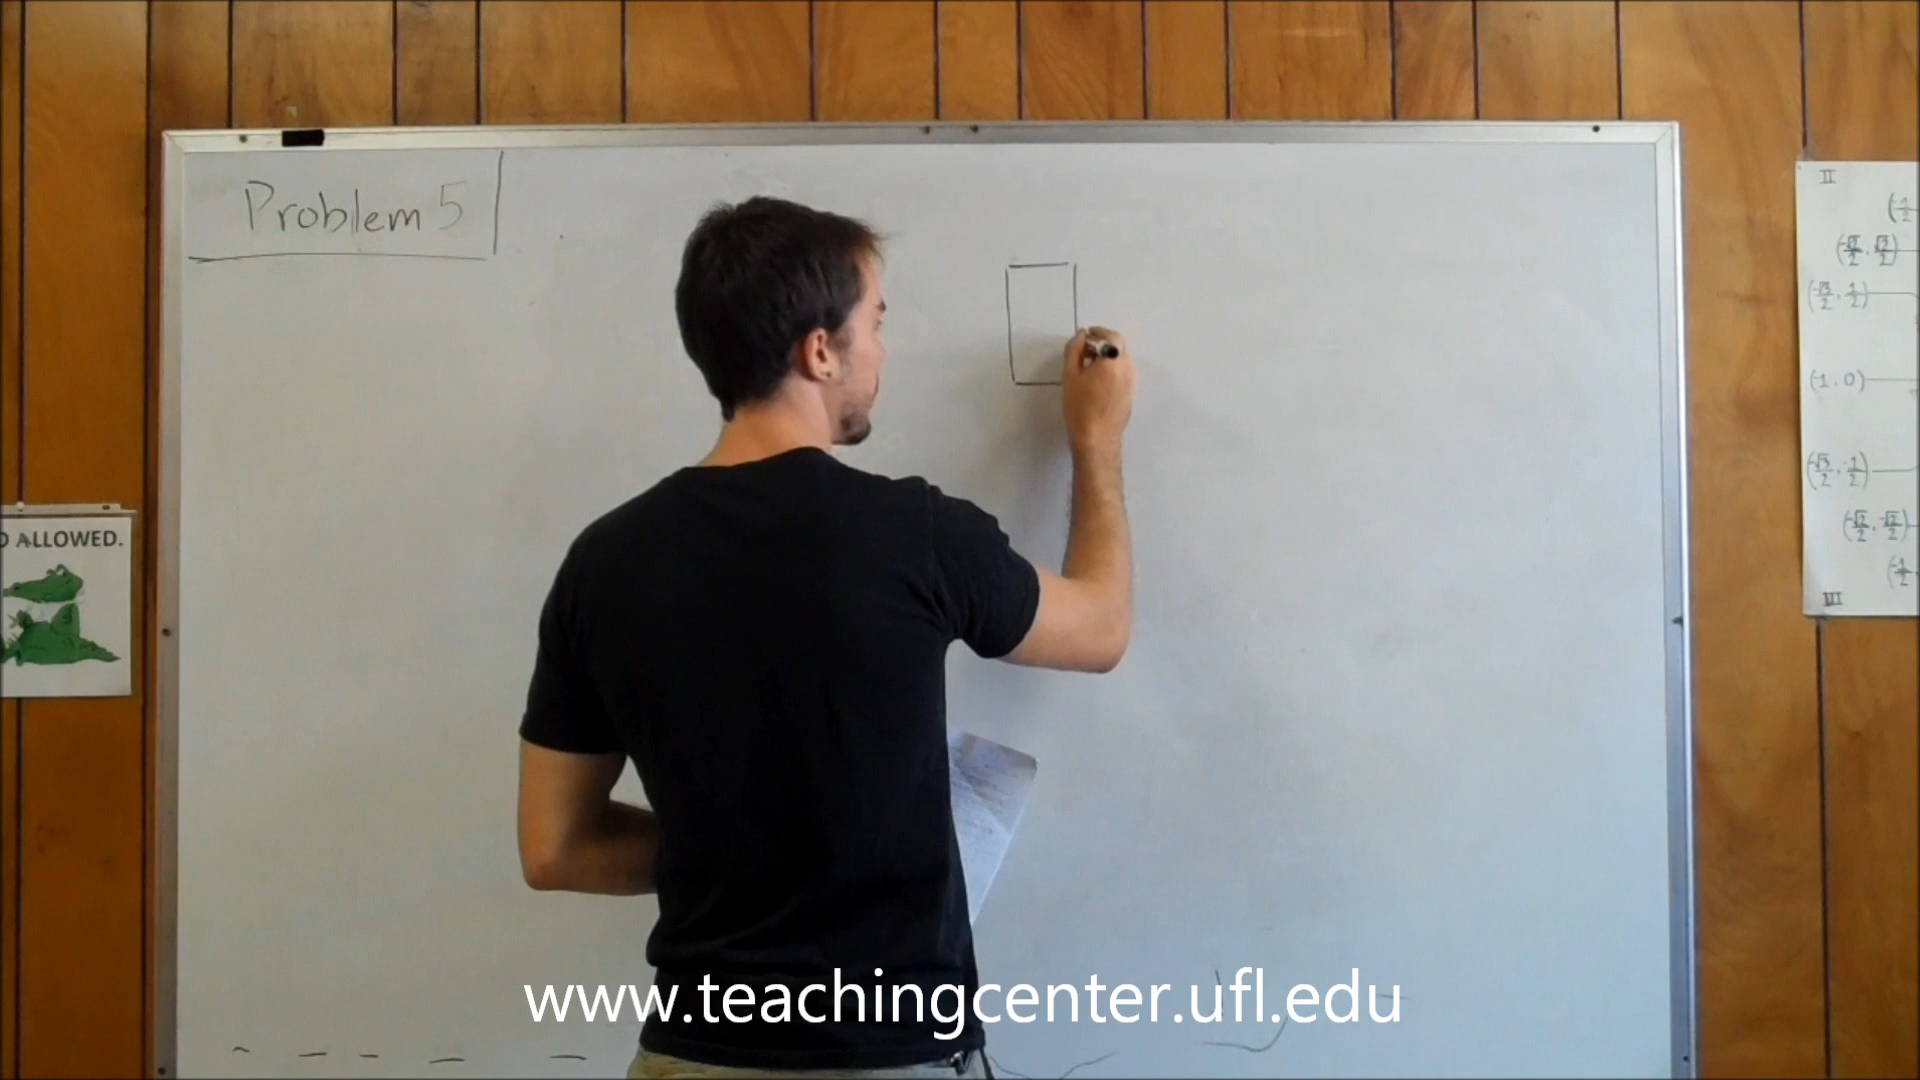 Problem 5
ALLOWED.
II
(-√2/2, √2/2)
(-√3/2, 1/2)
(-1, 0)
(-√3/2, -1/2)
(-√2/2, -√2/2)
III
www.teachingcenter.ufl.edu